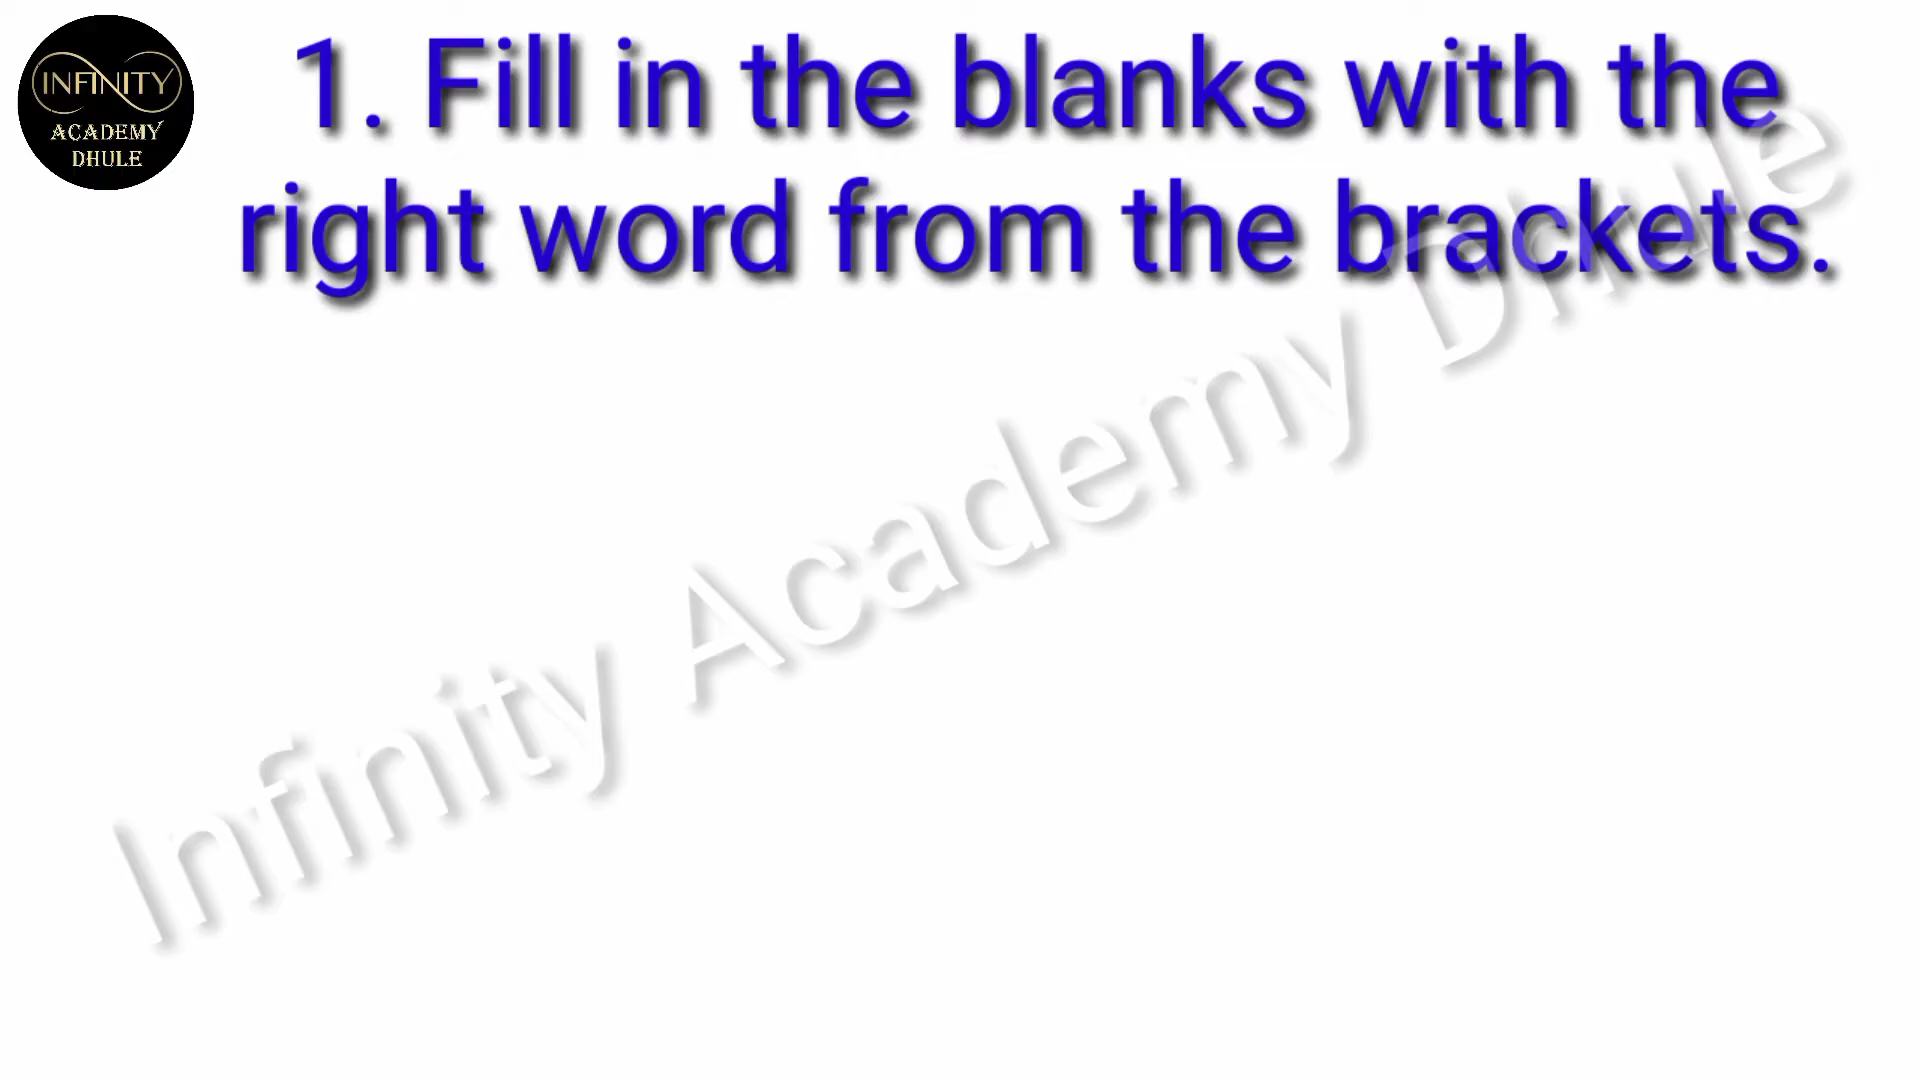 INFINITY
ACADEMY
DHULE
1. Fill in the blanks with the
right word from the brackets.
Infinity Academy Dhule